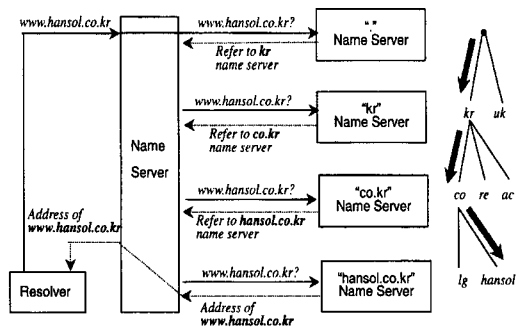 www.hansol.co.kr
www.hansol.co.kr?
"."
Name Server
Refer to kr
name server
www.hansol.co.kr?
"kr"
Name Server
Refer to co.kr
name server
Name
Server
www.hansol.co.kr?
"co.kr"
Name Server
Refer to hansol.co.kr
name server
Address of
www.hansol.co.kr
Resolver
www.hansol.co.kr?
"hansol.co.kr"
Name Server
Address of
www.hansol.co.kr
kr
uk
co
re
ac
lg
hansol